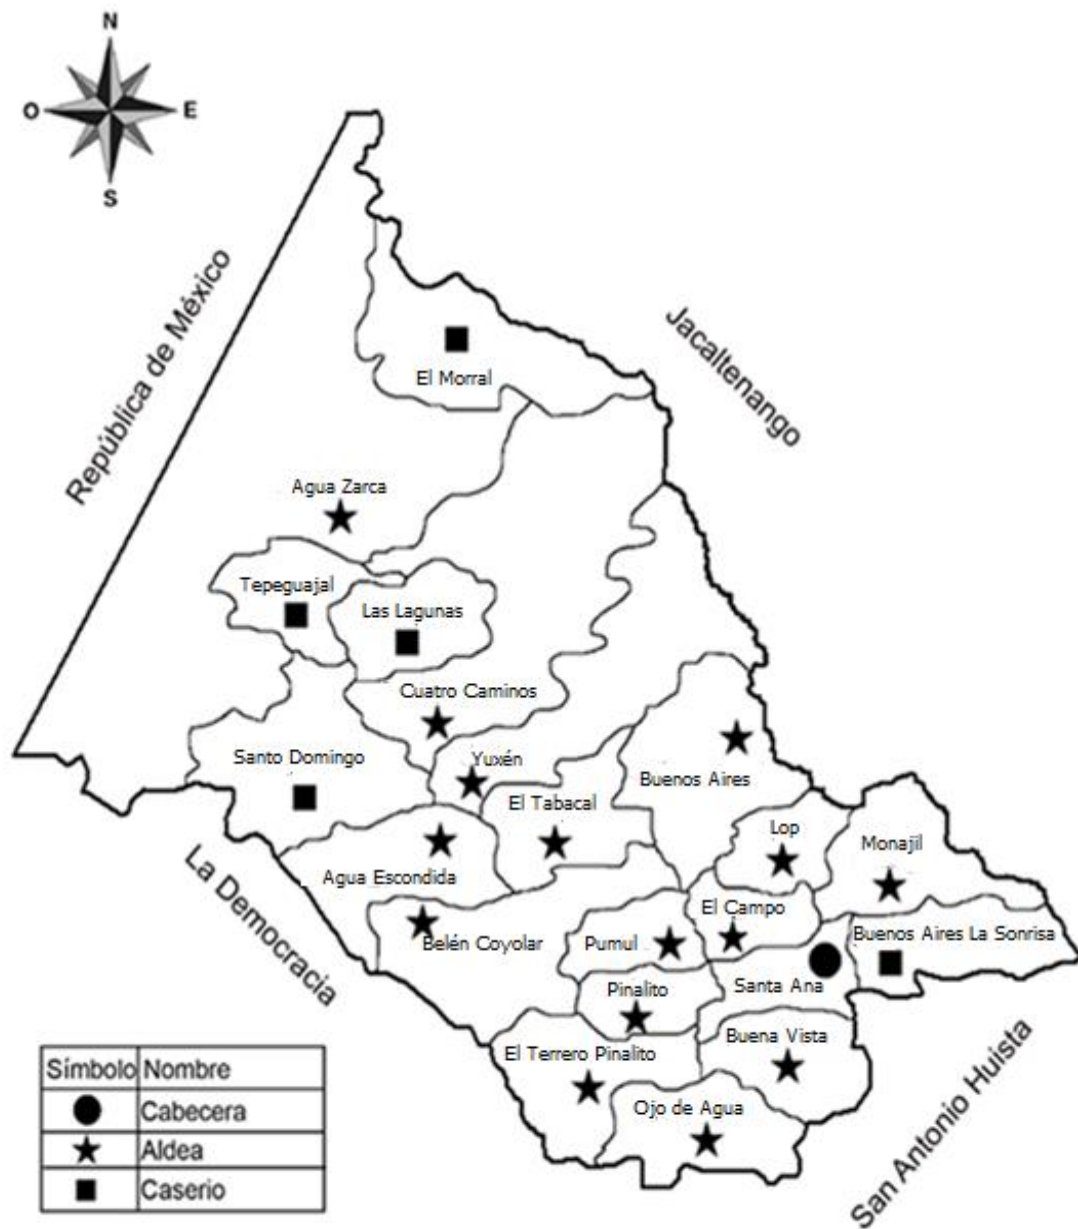 N
O E
S
República de México
Jacaltenango
El Morral
Agua Zarca
Tepeguajal
Las Lagunas
Cuatro Caminos
Santo Domingo
Yuxén
Buenos Aires
El Tabacal
Lop
Monajil
Agua Escondida
La Democracia
El Campo
Belén Coyolar
Pumul
Buenos Aires La Sonrisa
Pinalito
Santa Ana
El Terrero Pinalito
Buena Vista
Ojo de Agua
San Antonio Huista
Símbolo Nombre
Cabecera
Aldea
Caserio